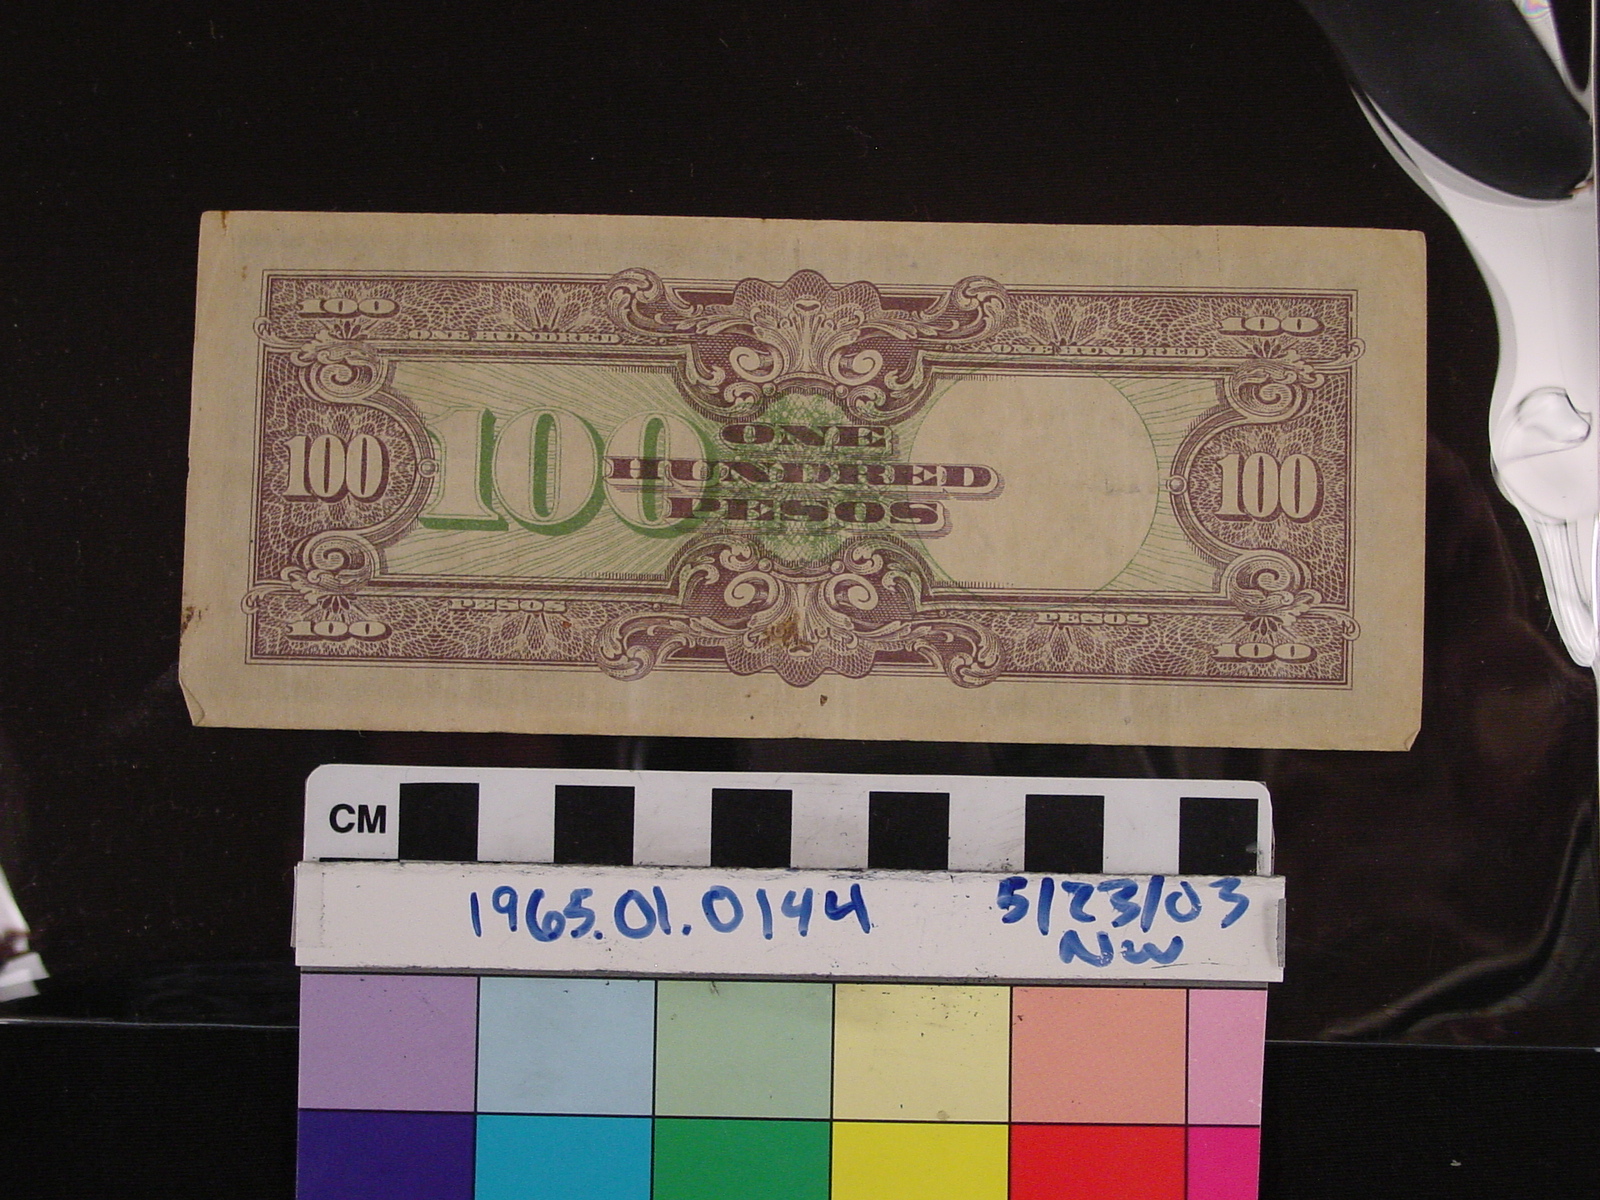 100 100
ONE HUNDRED ONE HUNDRED
100 100 ONE HUNDRED PESOS 100
PESOS PESOS
100 100
CM
1965.01.0144 5/23/03
NW